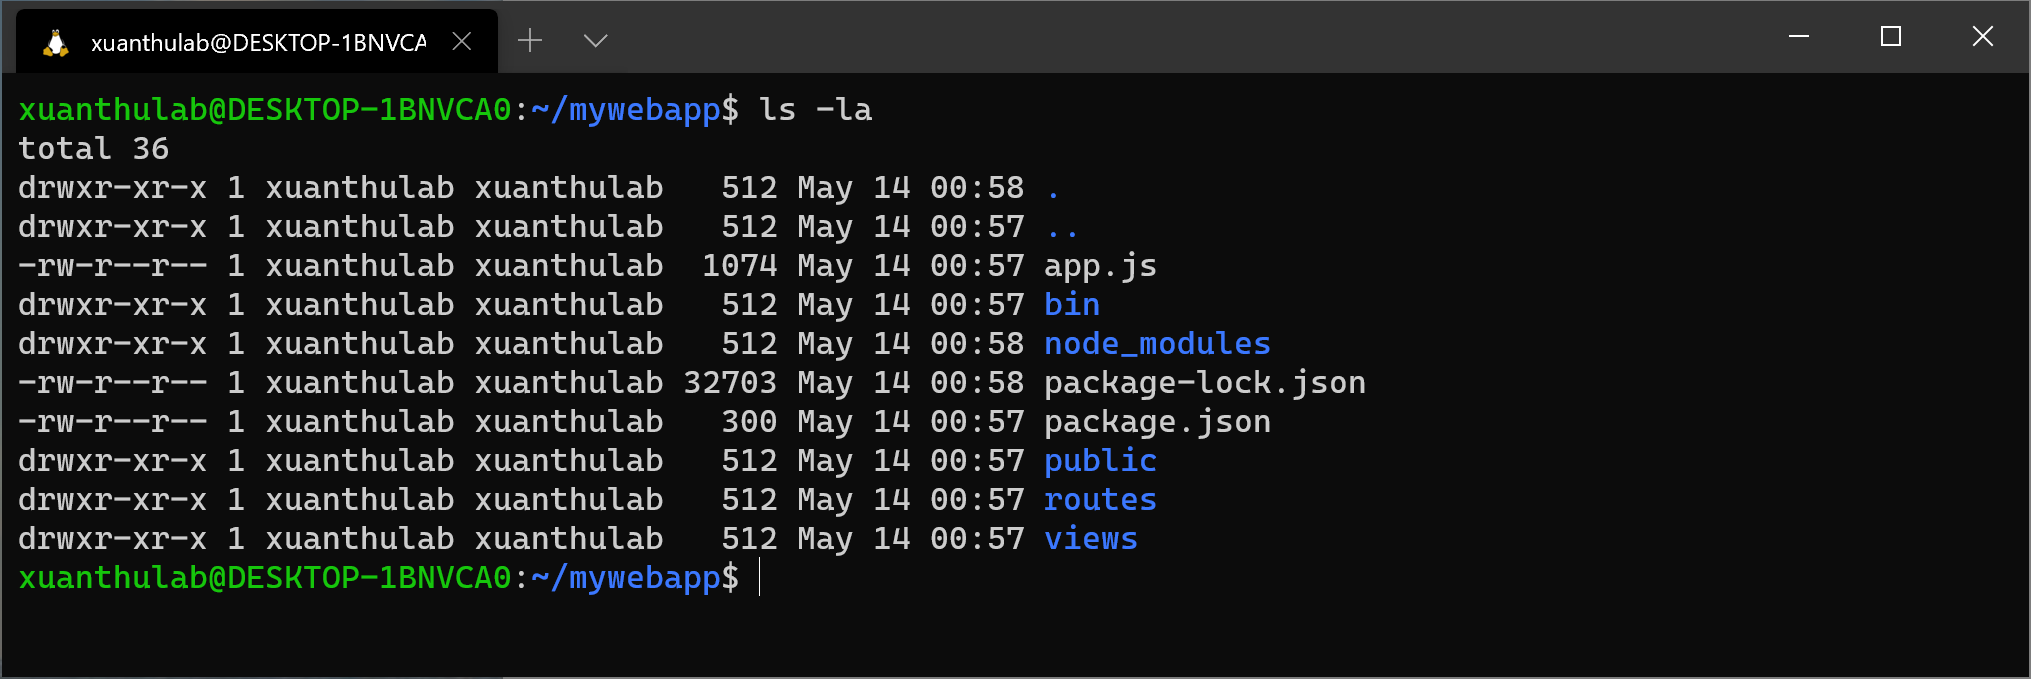 xuanthulab@DESKTOP-1BNVCA
xuanthulab@DESKTOP-1BNVCA0:~/mywebapp$ ls -la
total 36
drwxr-xr-x 1 xuanthulab xuanthulab   512 May 14 00:58 .
drwxr-xr-x 1 xuanthulab xuanthulab   512 May 14 00:57 ..
-rw-r--r-- 1 xuanthulab xuanthulab  1074 May 14 00:57 app.js
drwxr-xr-x 1 xuanthulab xuanthulab   512 May 14 00:57 bin
drwxr-xr-x 1 xuanthulab xuanthulab   512 May 14 00:58 node_modules
-rw-r--r-- 1 xuanthulab xuanthulab 32703 May 14 00:58 package-lock.json
-rw-r--r-- 1 xuanthulab xuanthulab   300 May 14 00:57 package.json
drwxr-xr-x 1 xuanthulab xuanthulab   512 May 14 00:57 public
drwxr-xr-x 1 xuanthulab xuanthulab   512 May 14 00:57 routes
drwxr-xr-x 1 xuanthulab xuanthulab   512 May 14 00:57 views
xuanthulab@DESKTOP-1BNVCA0:~/mywebapp$